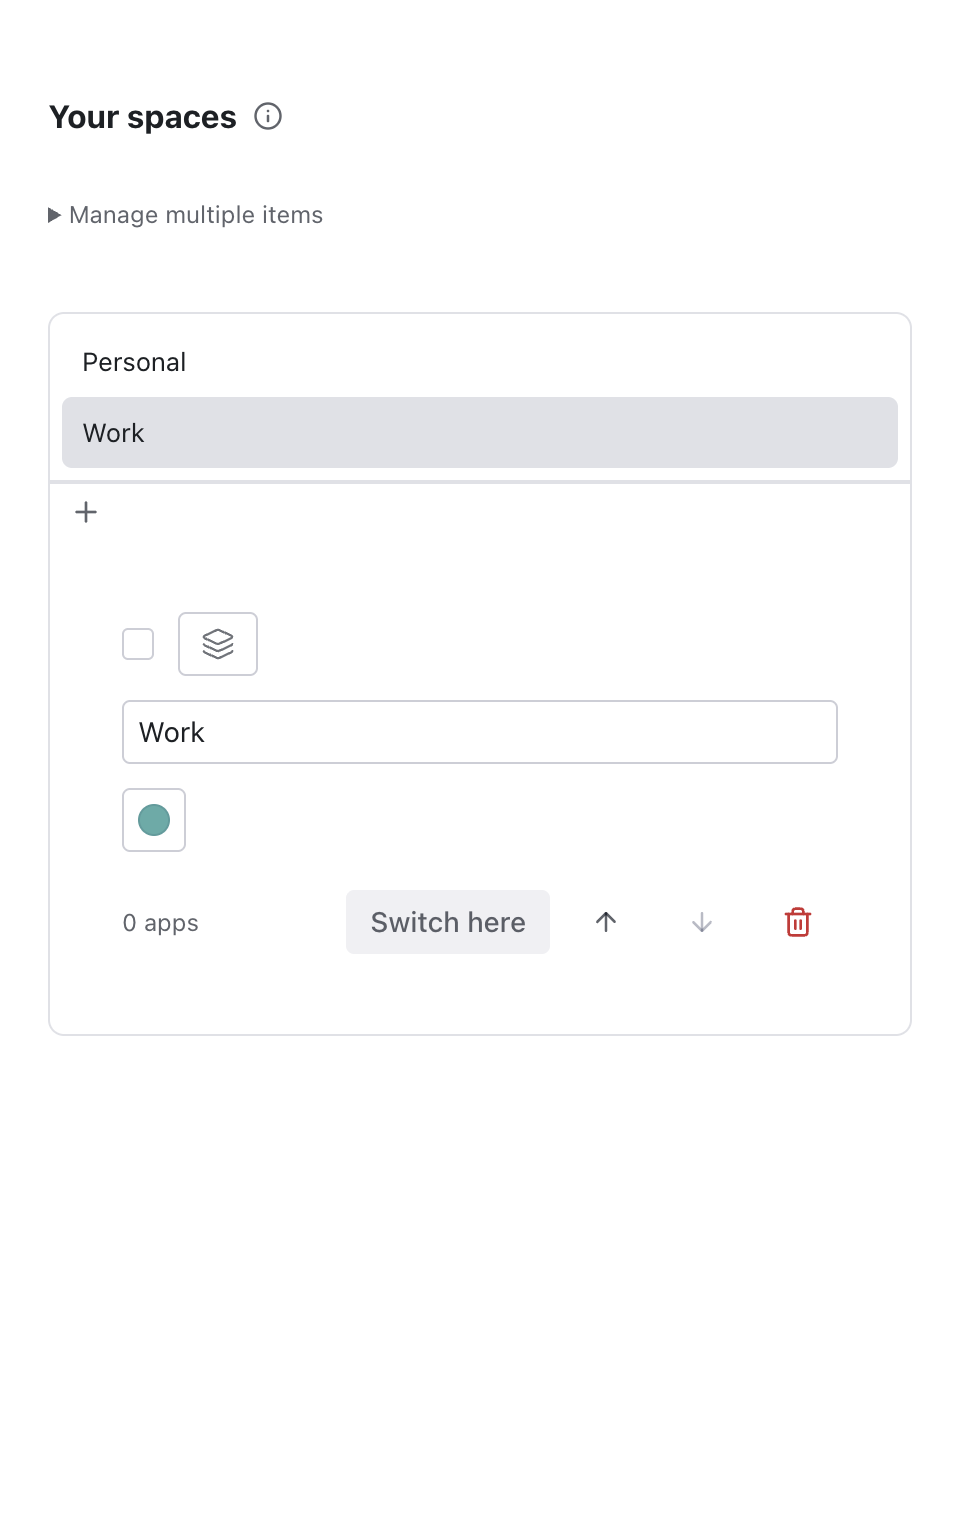 Your spaces
Manage multiple items
Personal
Work
Work
0 apps
Switch here